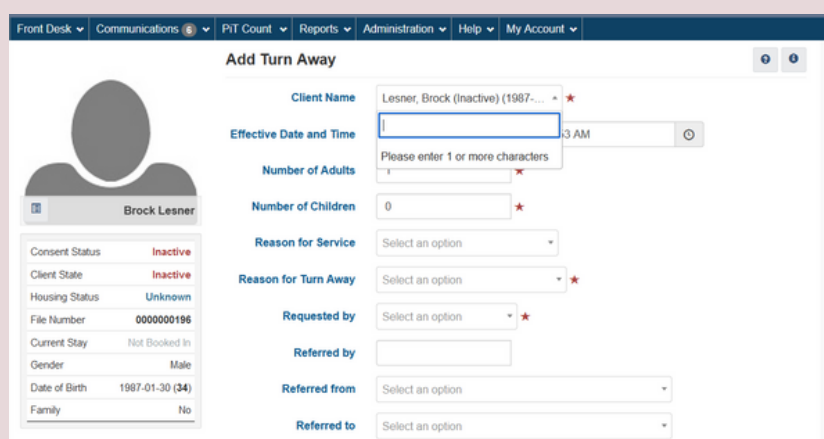 Front Desk Communications 6 PiT Count Reports Administration Help My Account
Add Turn Away
Client Name Lesner, Brock (Inactive) (1987-... ★
Effective Date and Time 3 AM
Please enter 1 or more characters
Number of Adults 1 ★
Number of Children 0 ★
Reason for Service Select an option
Reason for Turn Away Select an option ★
Requested by Select an option ★
Referred by
Referred from Select an option
Referred to Select an option
Brock Lesner
Consent Status Inactive
Client State Inactive
Housing Status Unknown
File Number 0000000196
Current Stay Not Booked In
Gender Male
Date of Birth 1987-01-30 (34)
Family No